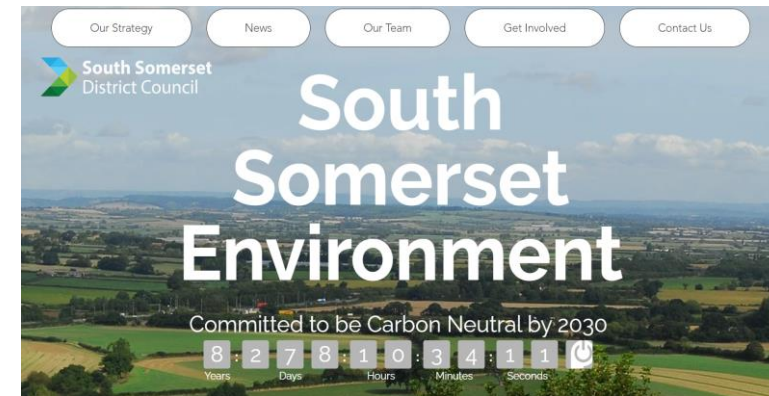 Our Strategy News Our Team Get Involved Contact Us
South Somerset
District Council
South
Somerset
Environment
Committed to be Carbon Neutral by 2030
8 : 2 7 8 : 1 0 : 3 4 : 1 1
Years Days Hours Minutes Seconds